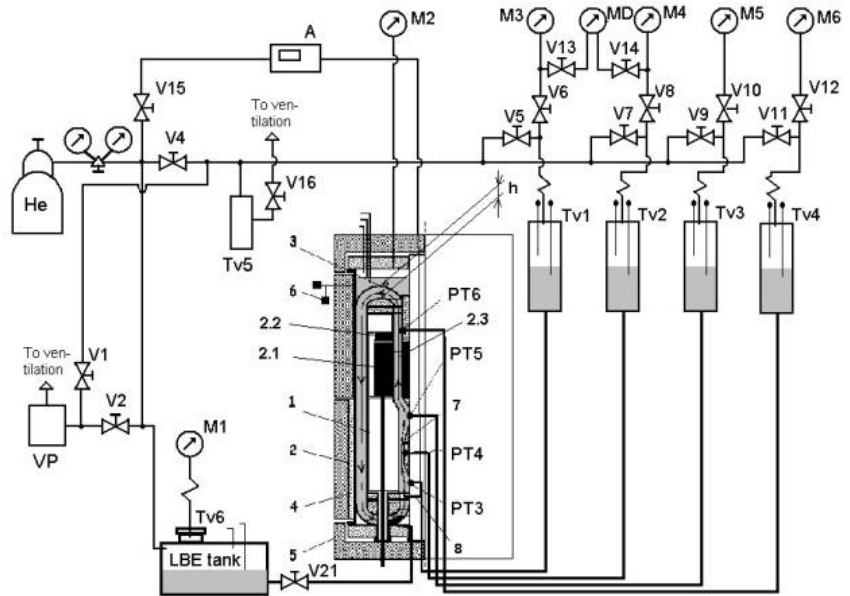 M2
M3
MD
M4
M5
M6
A
V13
V14
V15
V6
V8
V10
V12
To ven-
tilation
V4
V5
V7
V9
V11
V16
He
h
Tv1
Tv2
Tv3
Tv4
Tv5
3
6
PT6
2.2
2.3
2.1
PT5
To ven-
tilation
V1
V2
1
7
M1
2
PT4
VP
4
PT3
Tv6
5
8
LBE tank
V21